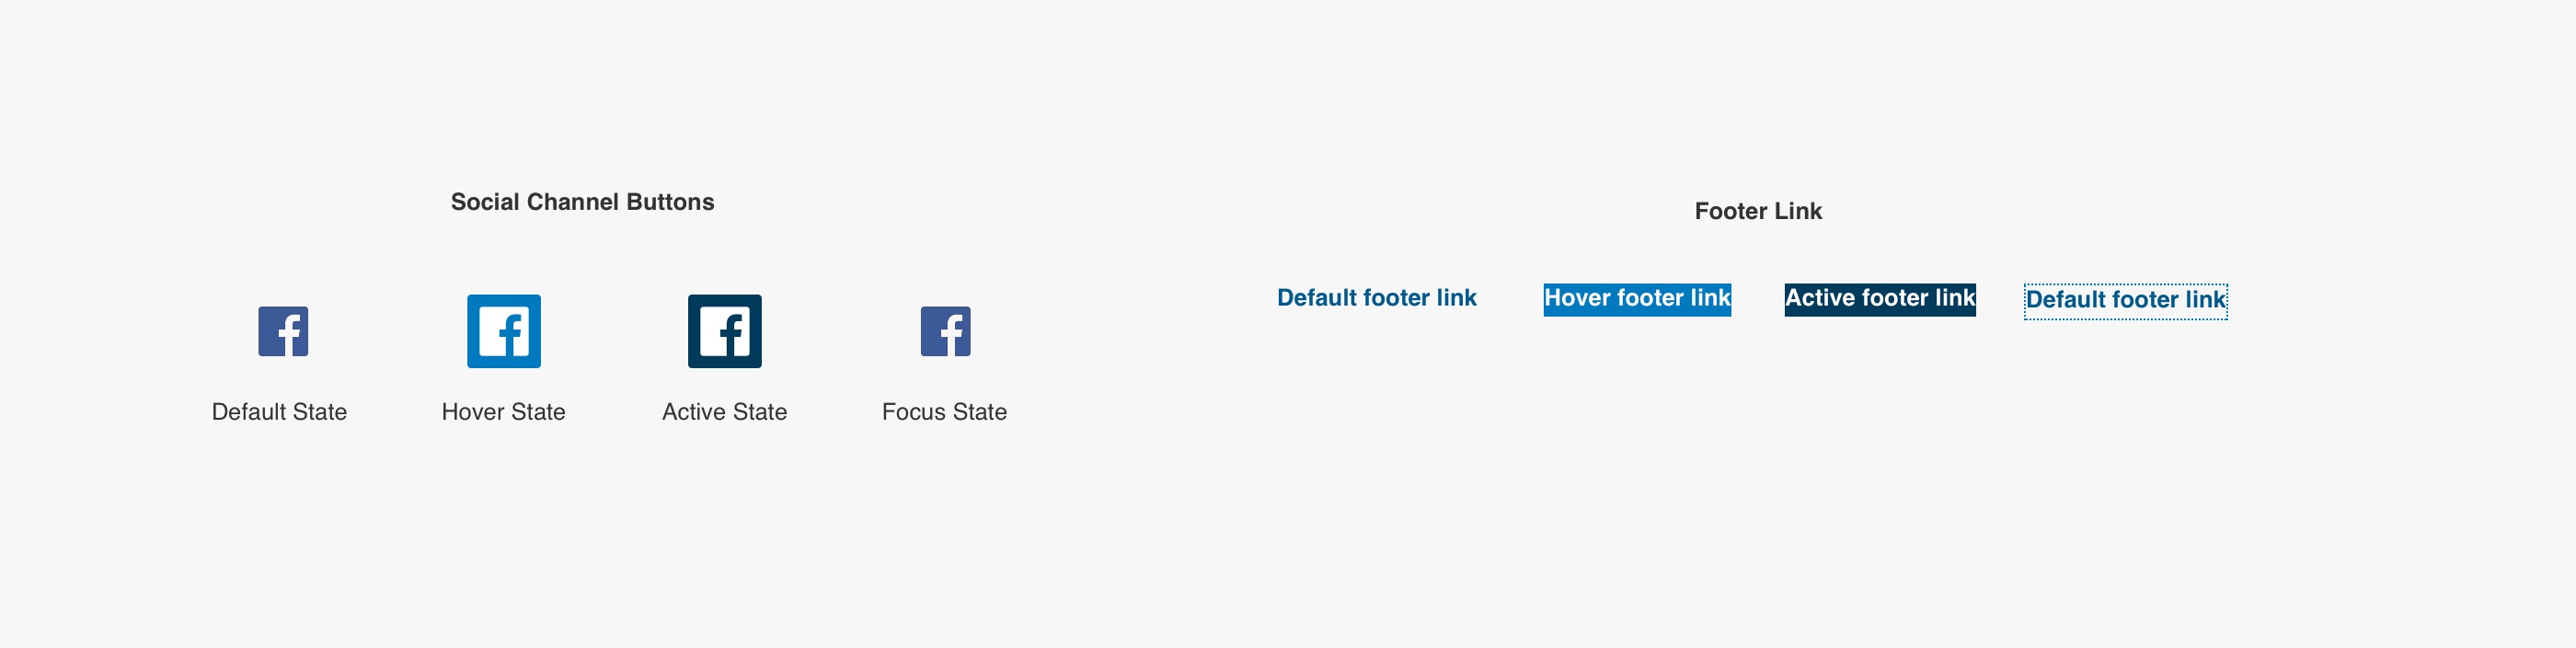 Social Channel Buttons
Default State
Hover State
Active State
Focus State
Footer Link
Default footer link
Hover footer link
Active footer link
Default footer link